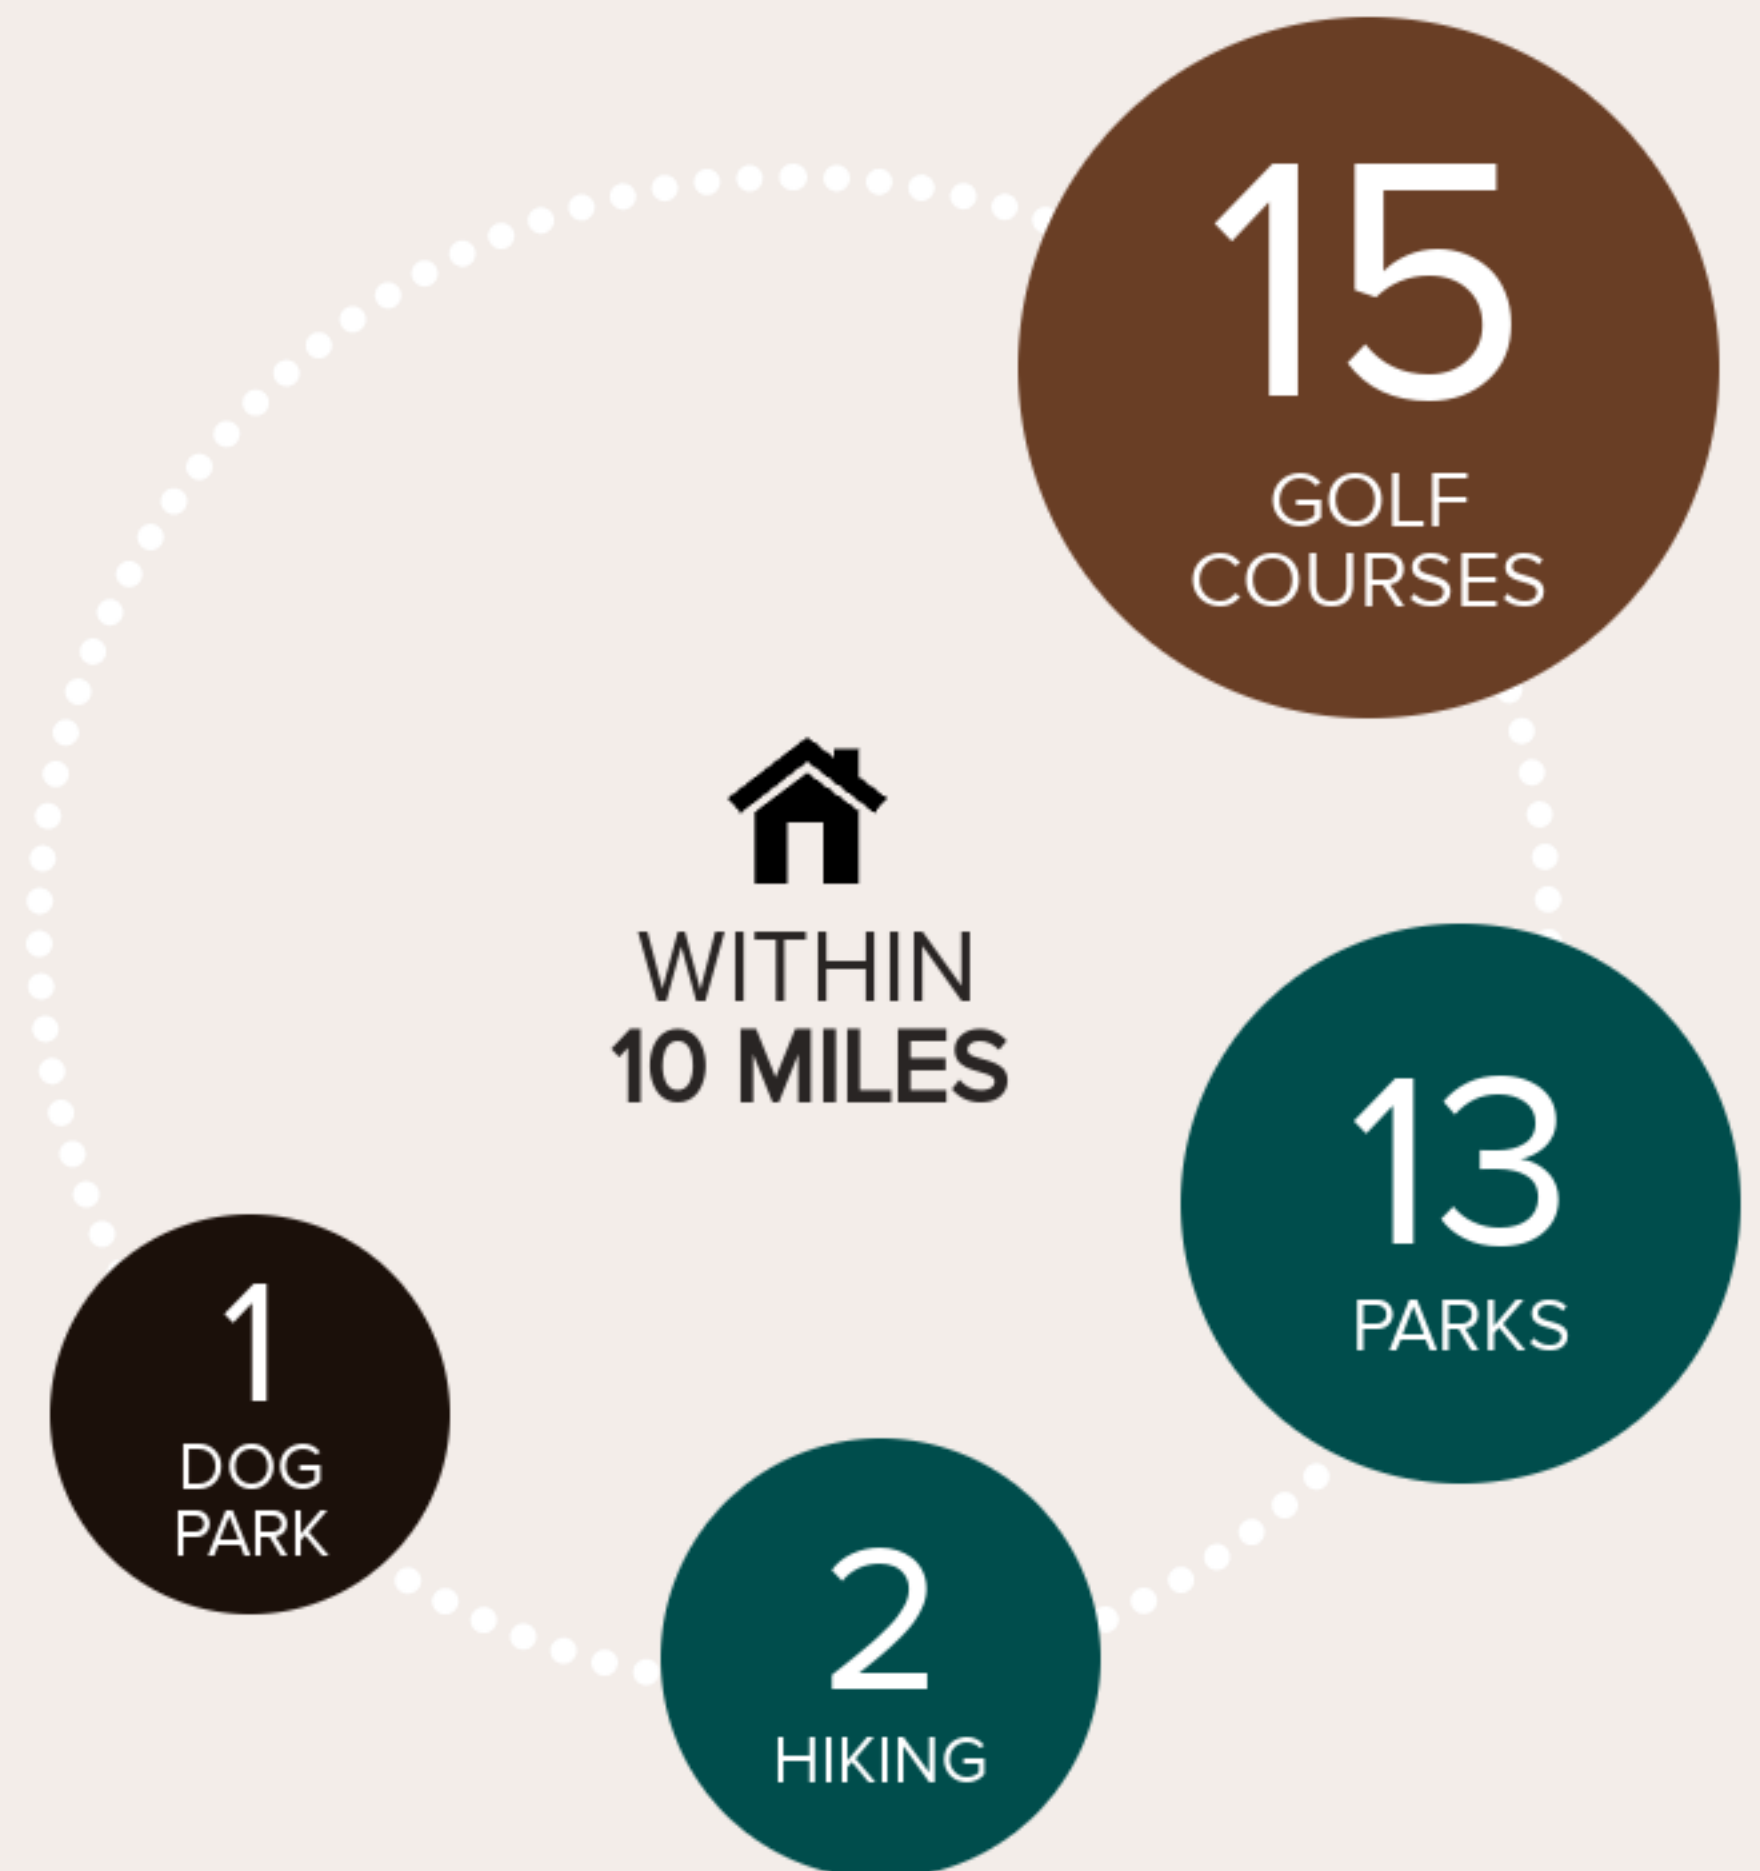 15
GOLF
COURSES
WITHIN
10 MILES
13
PARKS
1
DOG
PARK
2
HIKING